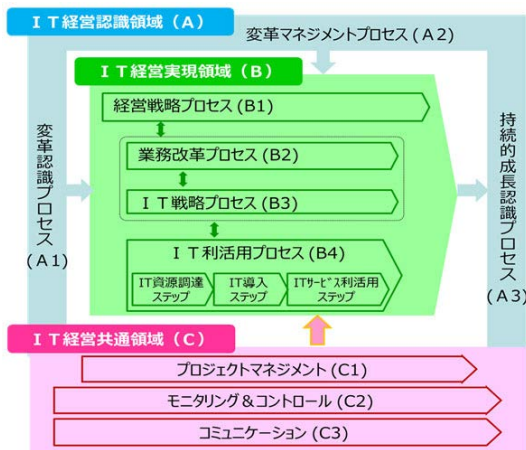 ＩＴ経営認識領域（Ａ）
変革マネジメントプロセス(Ａ2)
ＩＴ経営実現領域（Ｂ）
経営戦略プロセス(B1)
変革認識プロセス
(Ａ1)
業務改革プロセス(B2)
ＩＴ戦略プロセス(B3)
持続的成長認識プロセス
(Ａ3)
ＩＴ利活用プロセス(B4)
IT資源調達
ステップ
IT導入
ステップ
ITサービス利活用
ステップ
ＩＴ経営共通領域（Ｃ）
プロジェクトマネジメント(C1)
モニタリング＆コントロール(C2)
コミュニケーション(C3)